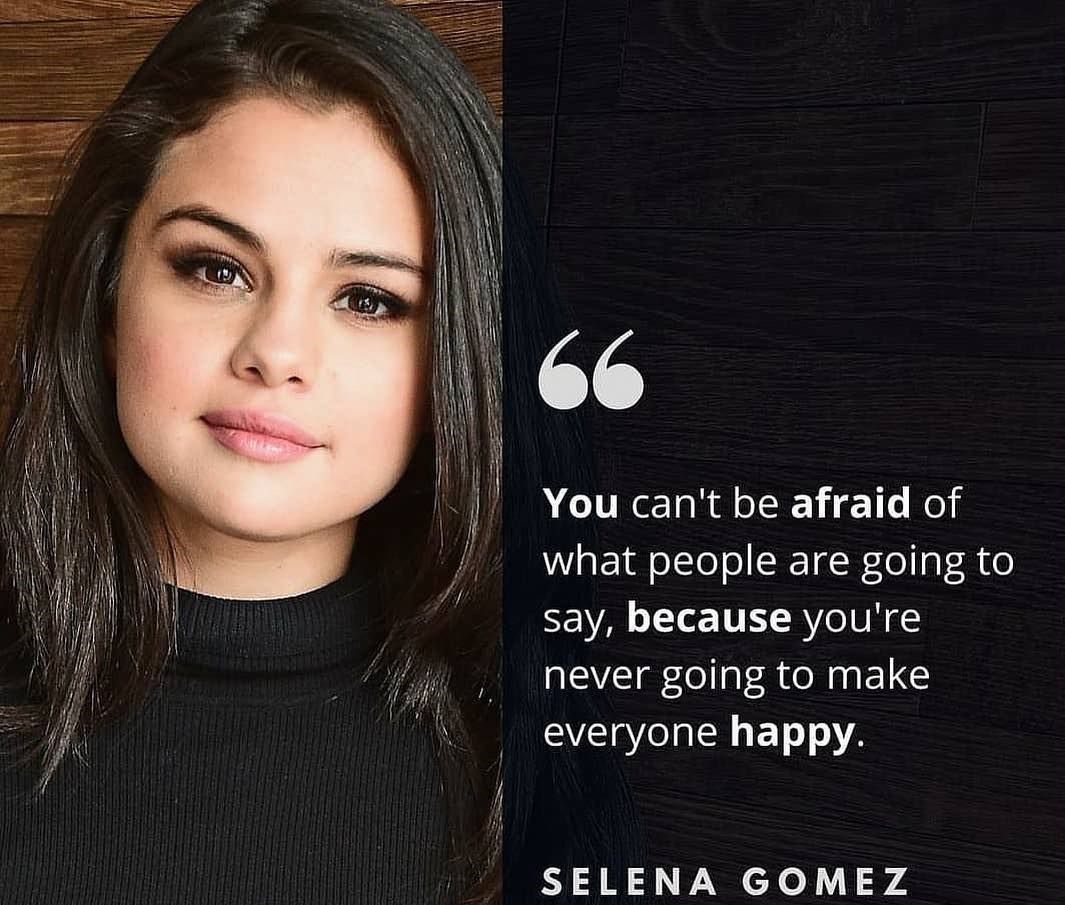 “
You can't be afraid of
what people are going to
say, because you're
never going to make
everyone happy.
SELENA GOMEZ